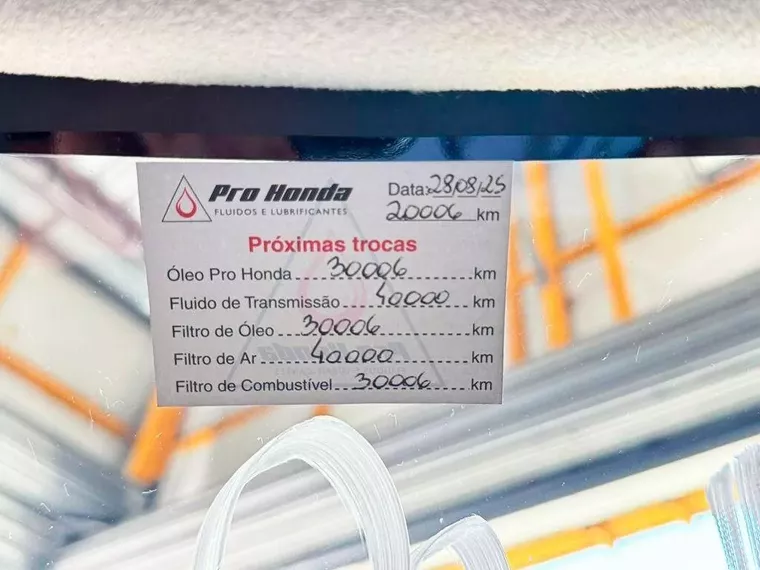 Pro Honda
FLUIDOS E LUBRIFICANTES
Data: 28/08/25
20006 km
Próximas trocas
Óleo Pro Honda 30006 km
Fluido de Transmissão 40000 km
Filtro de Óleo 30006 km
Filtro de Ar 40000 km
Filtro de Combustível 30006 km